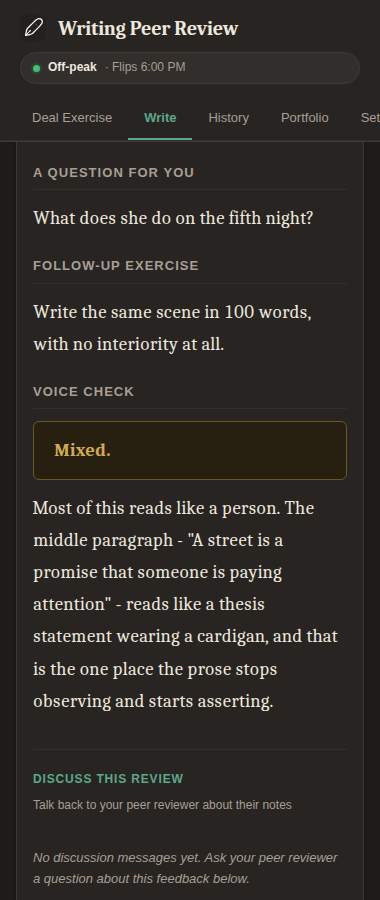 Writing Peer Review
Off-peak · Flips 6:00 PM
Deal Exercise Write History Portfolio Set
A QUESTION FOR YOU
What does she do on the fifth night?
FOLLOW-UP EXERCISE
Write the same scene in 100 words,
with no interiority at all.
VOICE CHECK
Mixed.
Most of this reads like a person. The
middle paragraph - "A street is a
promise that someone is paying
attention" - reads like a thesis
statement wearing a cardigan, and that
is the one place the prose stops
observing and starts asserting.
DISCUSS THIS REVIEW
Talk back to your peer reviewer about their notes
No discussion messages yet. Ask your peer reviewer
a question about this feedback below.